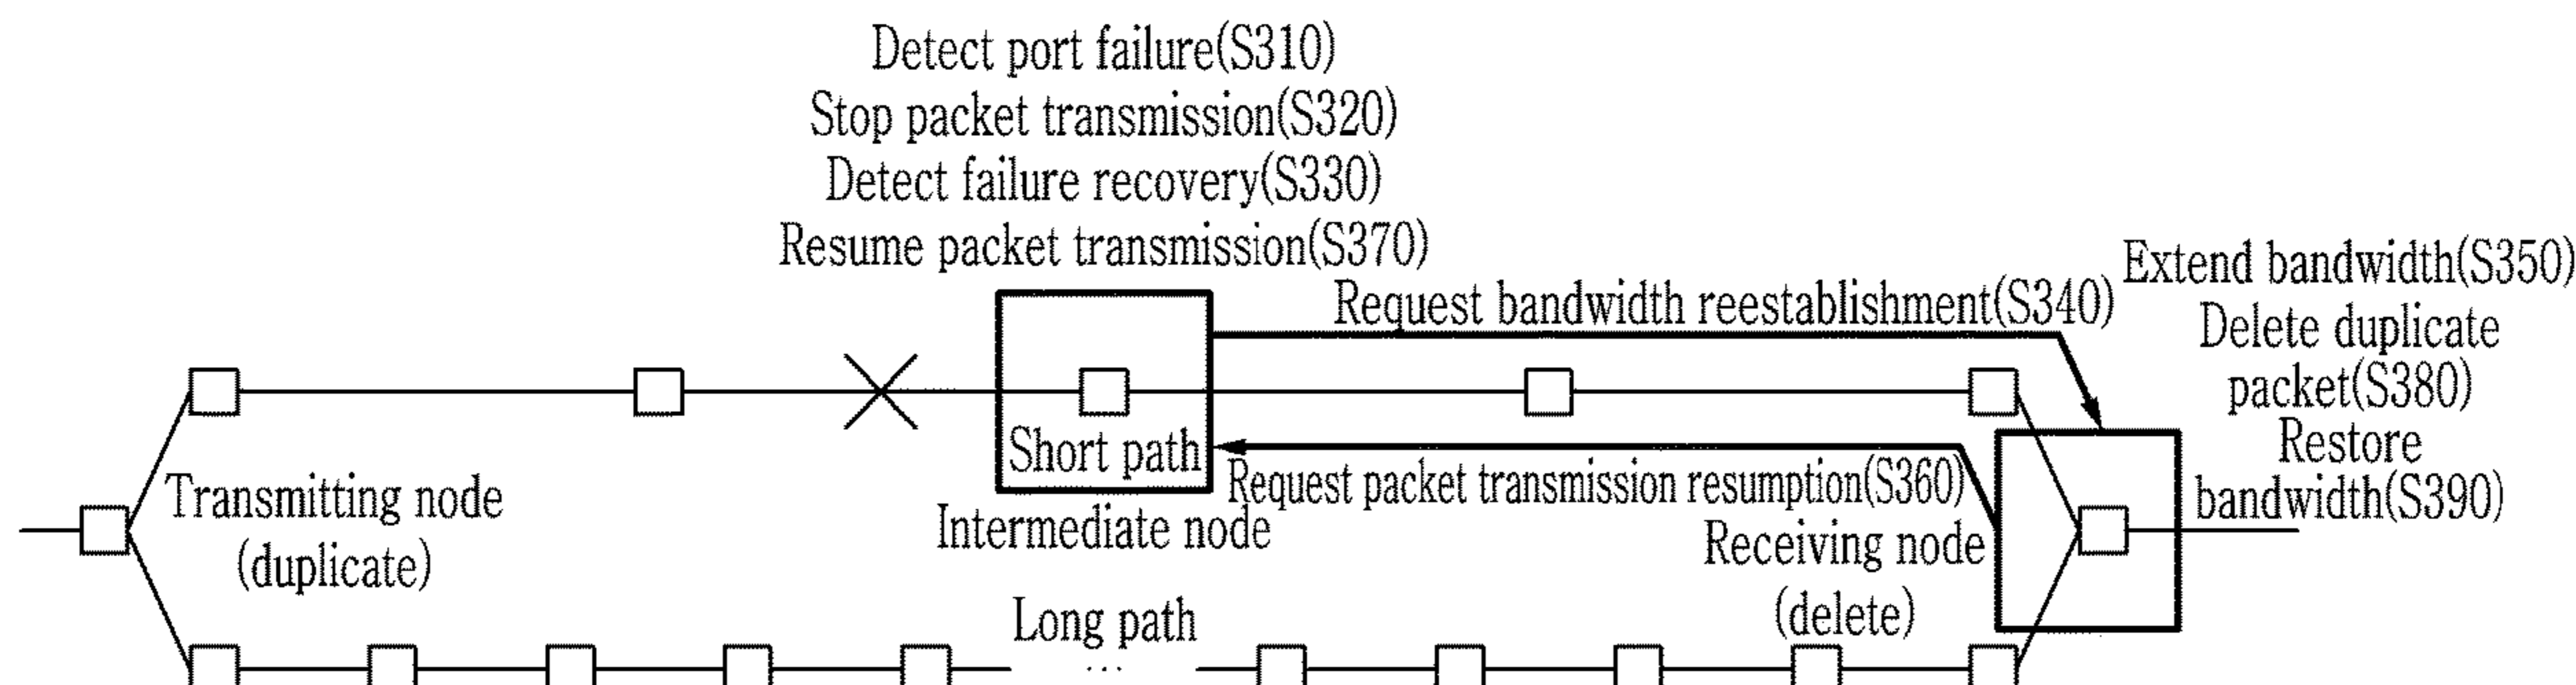 Detect port failure(S310)
Stop packet transmission(S320)
Detect failure recovery(S330)
Resume packet transmission(S370)
Extend bandwidth(S350)
Request bandwidth reestablishment(S340)
Delete duplicate
packet(S380)
Restore
bandwidth(S390)
Short path
Request packet transmission resumption(S360)
Transmitting node
(duplicate)
Intermediate node
Receiving node
(delete)
Long path
...